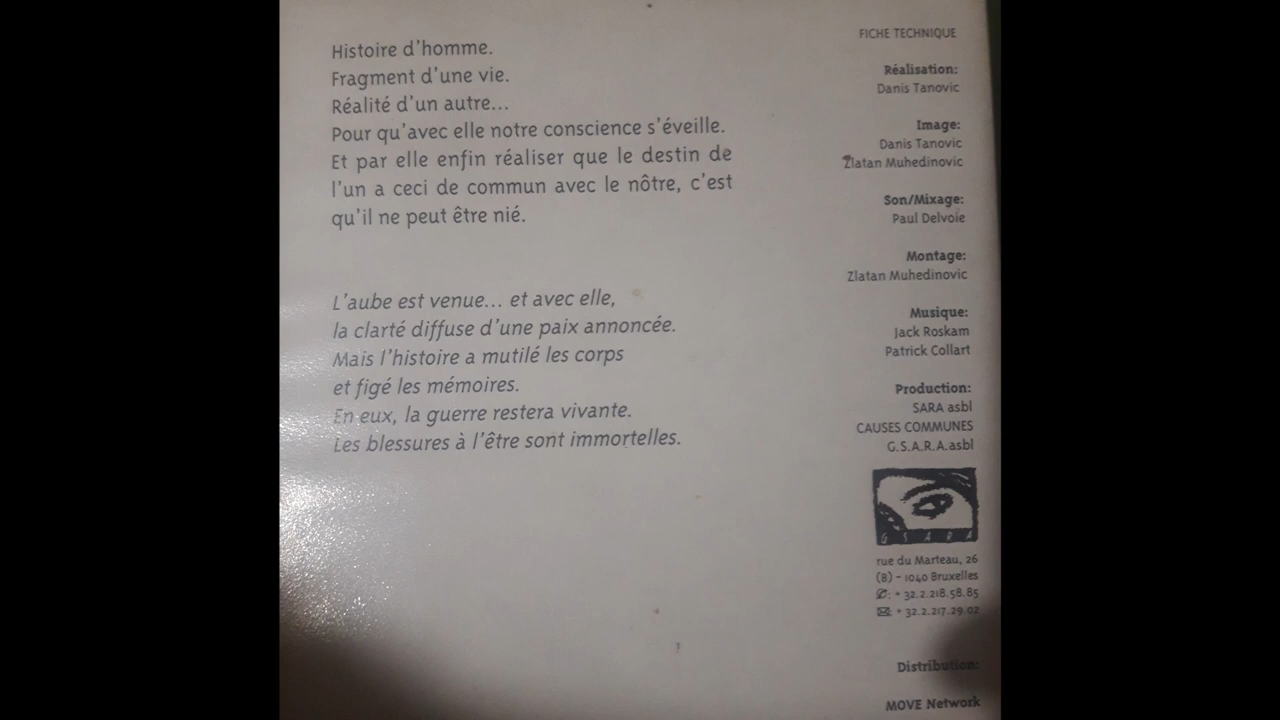 Histoire d'homme.
Fragment d'une vie.
Réalité d'un autre...
Pour qu'avec elle notre conscience s'éveille.
Et par elle enfin réaliser que le destin de
l'un a ceci de commun avec le nôtre, c'est
qu'il ne peut être nié.
L'aube est venue... et avec elle,
la clarté diffuse d'une paix annoncée.
Mais l'histoire a mutilé les corps
et figé les mémoires.
En eux, la guerre restera vivante.
Les blessures à l'être sont immortelles.
FICHE TECHNIQUE
Réalisation:
Danis Tanovic
Image:
Danis Tanovic
Zlatan Muhedinovic
Son/Mixage:
Paul Delvoie
Montage:
Zlatan Muhedinovic
Musique:
Jack Roskam
Patrick Collart
Production:
SARA asbl
CAUSES COMMUNES
G.S.A.R.A.asbl
G S A R A
rue du Marteau, 26
(B) - 1040 Bruxelles
✆: + 32.2.218.58.85
✉: + 32.2.217.29.02
Distribution:
MOVE Network